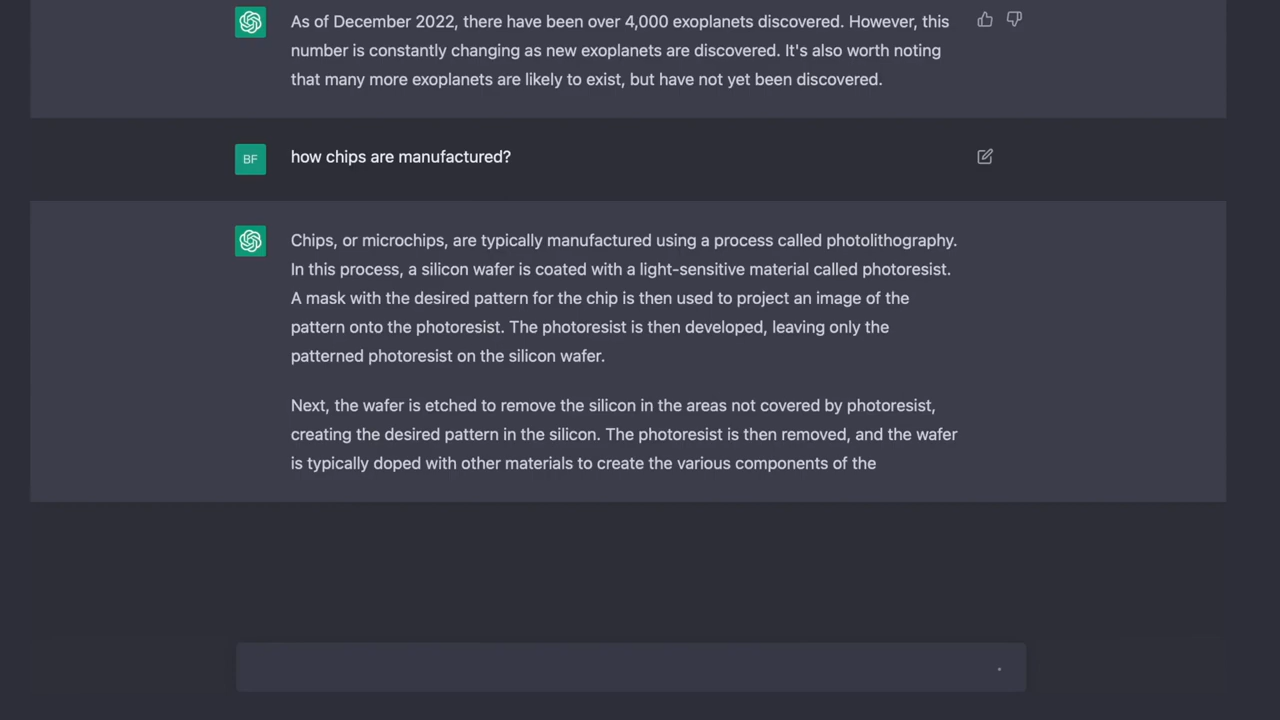 As of December 2022, there have been over 4,000 exoplanets discovered. However, this
number is constantly changing as new exoplanets are discovered. It's also worth noting
that many more exoplanets are likely to exist, but have not yet been discovered.
BF
how chips are manufactured?
Chips, or microchips, are typically manufactured using a process called photolithography.
In this process, a silicon wafer is coated with a light-sensitive material called photoresist.
A mask with the desired pattern for the chip is then used to project an image of the
pattern onto the photoresist. The photoresist is then developed, leaving only the
patterned photoresist on the silicon wafer.
Next, the wafer is etched to remove the silicon in the areas not covered by photoresist,
creating the desired pattern in the silicon. The photoresist is then removed, and the wafer
is typically doped with other materials to create the various components of the